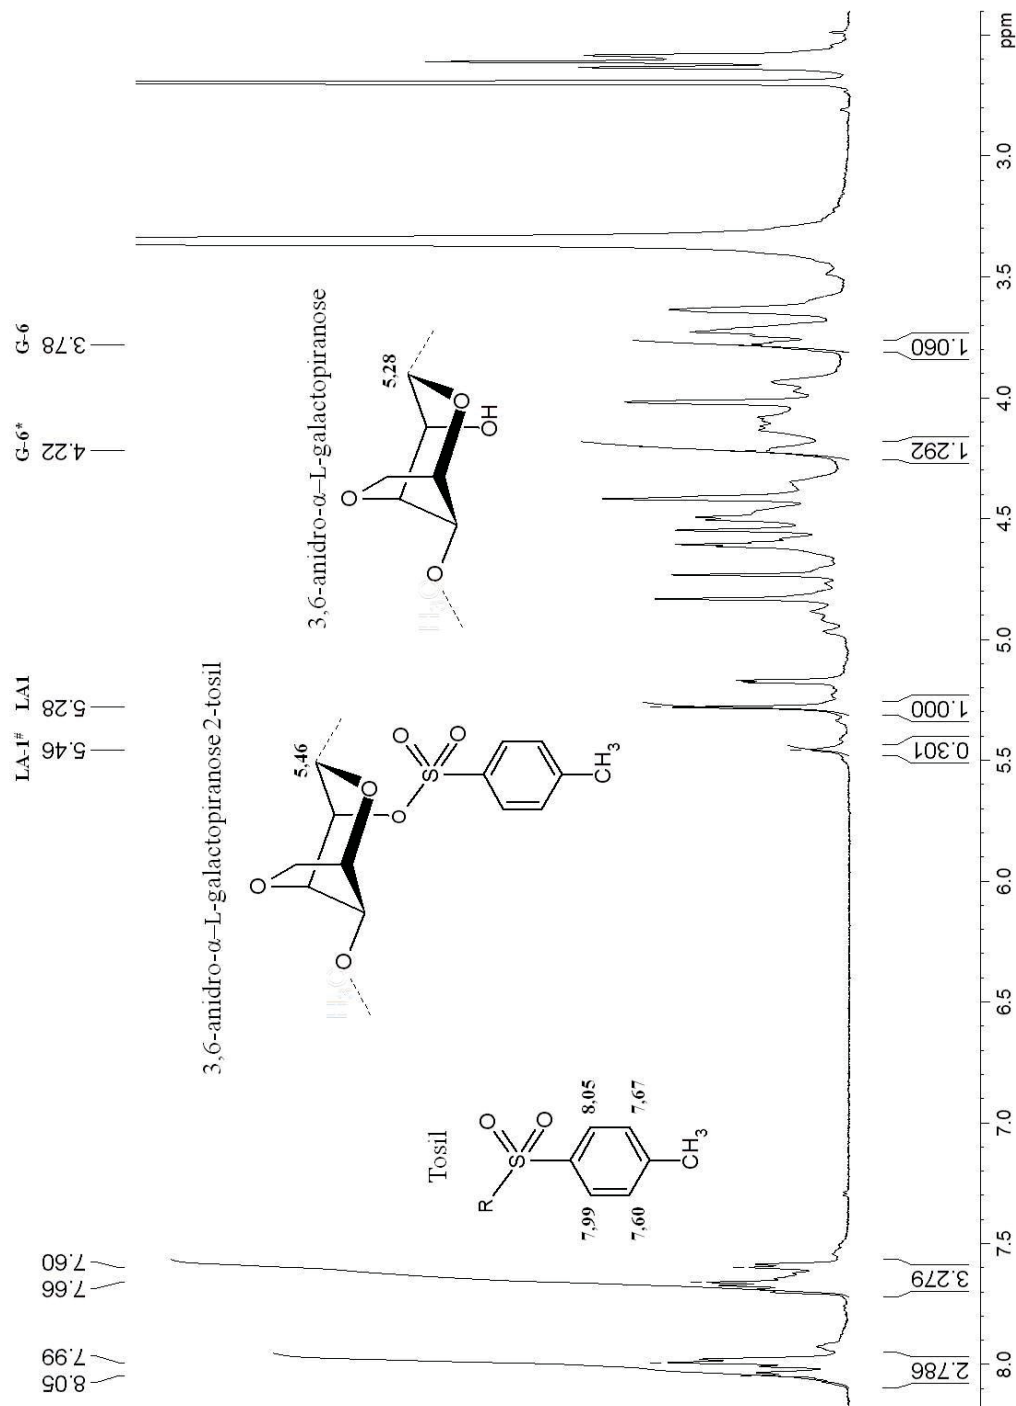 LA-1# LA1 G-6* G-6
8.05 7.99 7.66 7.60 5.46 5.28 4.22 3.78
3,6-anidro-α–L-galactopiranose 2-tosil
O
O
H₃C
5,46
O
O
S
O
O
CH₃
3,6-anidro-α–L-galactopiranose
O
O
H₃C
5,28
O
OH
Tosil
R
S
O
O
7,99
8,05
7,60
7,67
CH₃
2.786 3.279 0.301 1.000 1.292 1.060
8.0 7.5 7.0 6.5 6.0 5.5 5.0 4.5 4.0 3.5 3.0 ppm